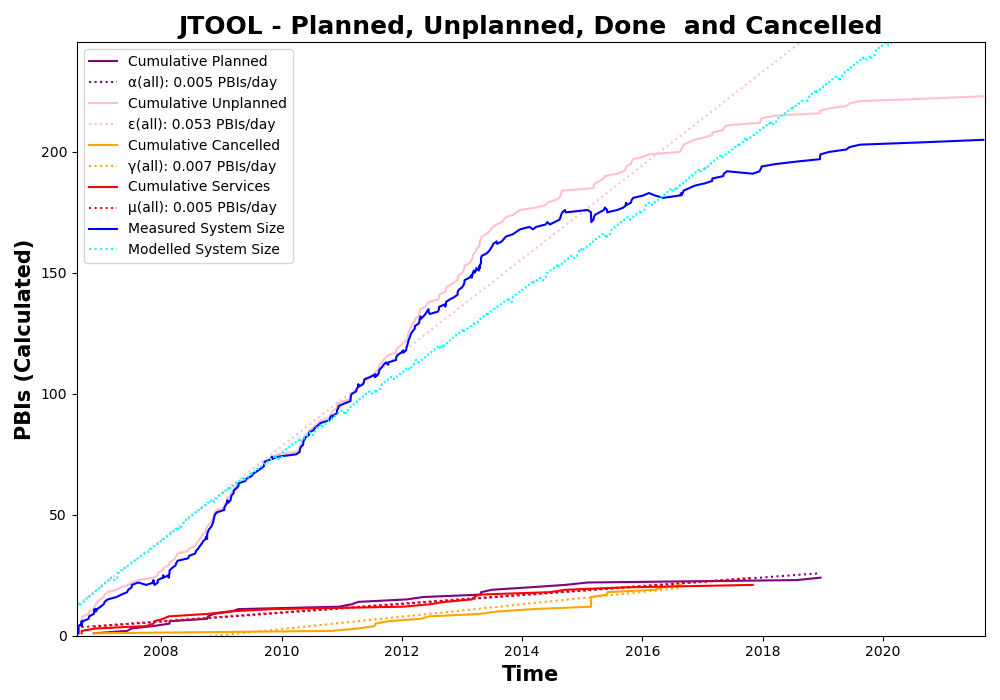 JTOOL - Planned, Unplanned, Done  and Cancelled
Cumulative Planned
α(all): 0.005 PBIs/day
Cumulative Unplanned
ε(all): 0.053 PBIs/day
Cumulative Cancelled
γ(all): 0.007 PBIs/day
Cumulative Services
μ(all): 0.005 PBIs/day
Measured System Size
Modelled System Size
PBIs (Calculated)
200
150
100
50
0
2008 2010 2012 2014 2016 2018 2020
Time